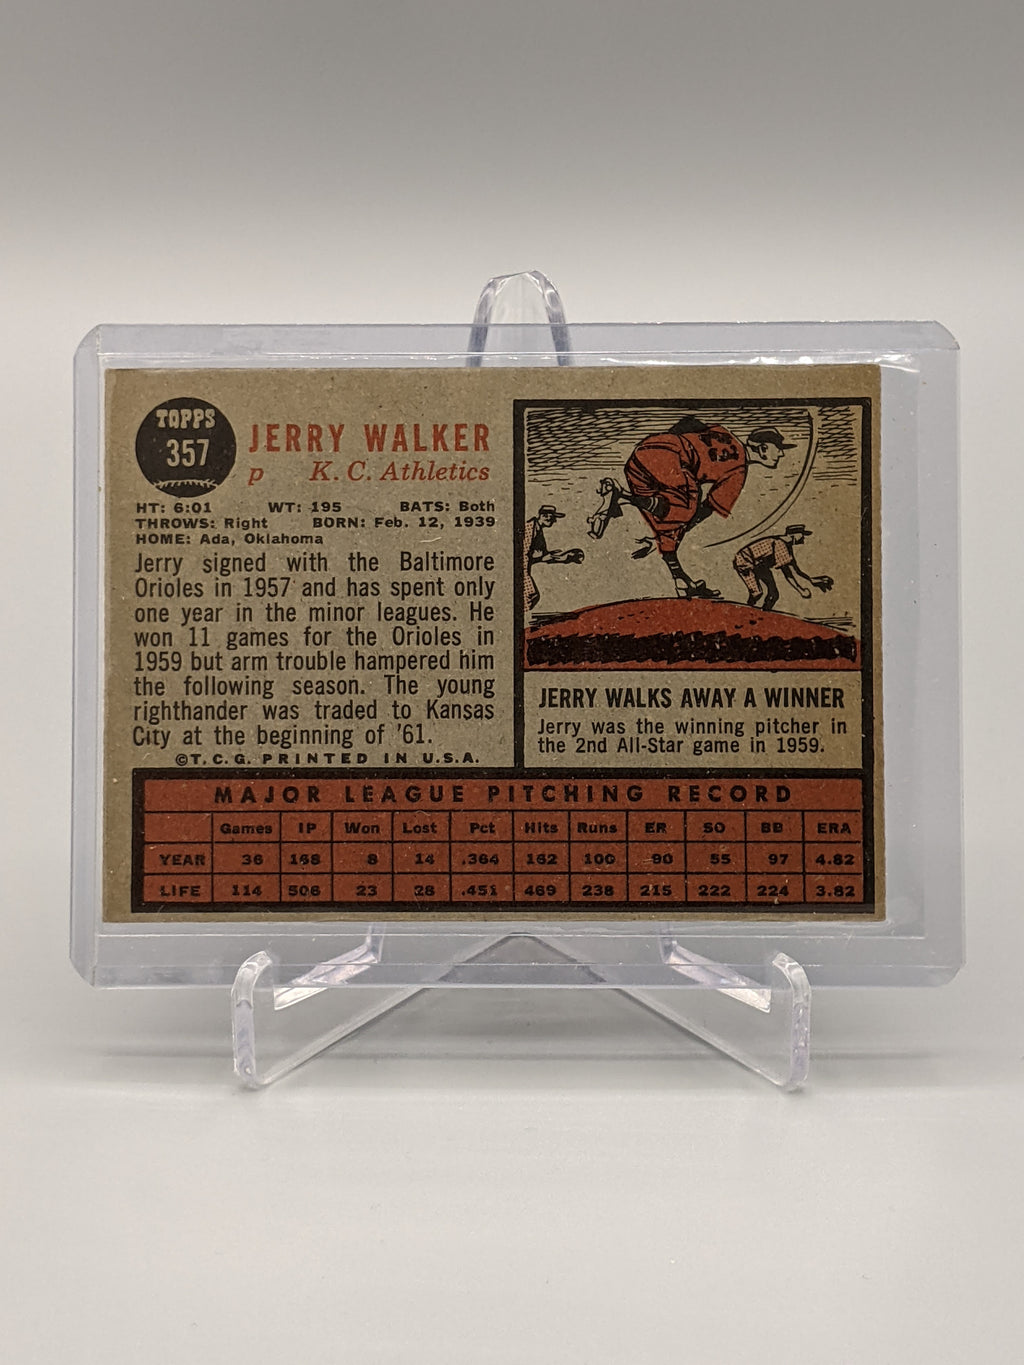 TOPPS
357
JERRY WALKER
p K. C. Athletics
HT: 6:01 WT: 195 BATS: Both
THROWS: Right BORN: Feb. 12, 1939
HOME: Ada, Oklahoma
Jerry signed with the Baltimore
Orioles in 1957 and has spent only
one year in the minor leagues. He
won 11 games for the Orioles in
1959 but arm trouble hampered him
the following season. The young
righthander was traded to Kansas
City at the beginning of '61.
©T. C. G. PRINTED IN U.S.A.
JERRY WALKS AWAY A WINNER
Jerry was the winning pitcher in
the 2nd All-Star game in 1959.
MAJOR LEAGUE PITCHING RECORD
Games IP Won Lost Pct Hits Runs ER SO BB ERA
YEAR 36 168 8 14 .364 162 100 90 55 97 4.82
LIFE 114 506 23 28 .451 469 238 215 222 224 3.82